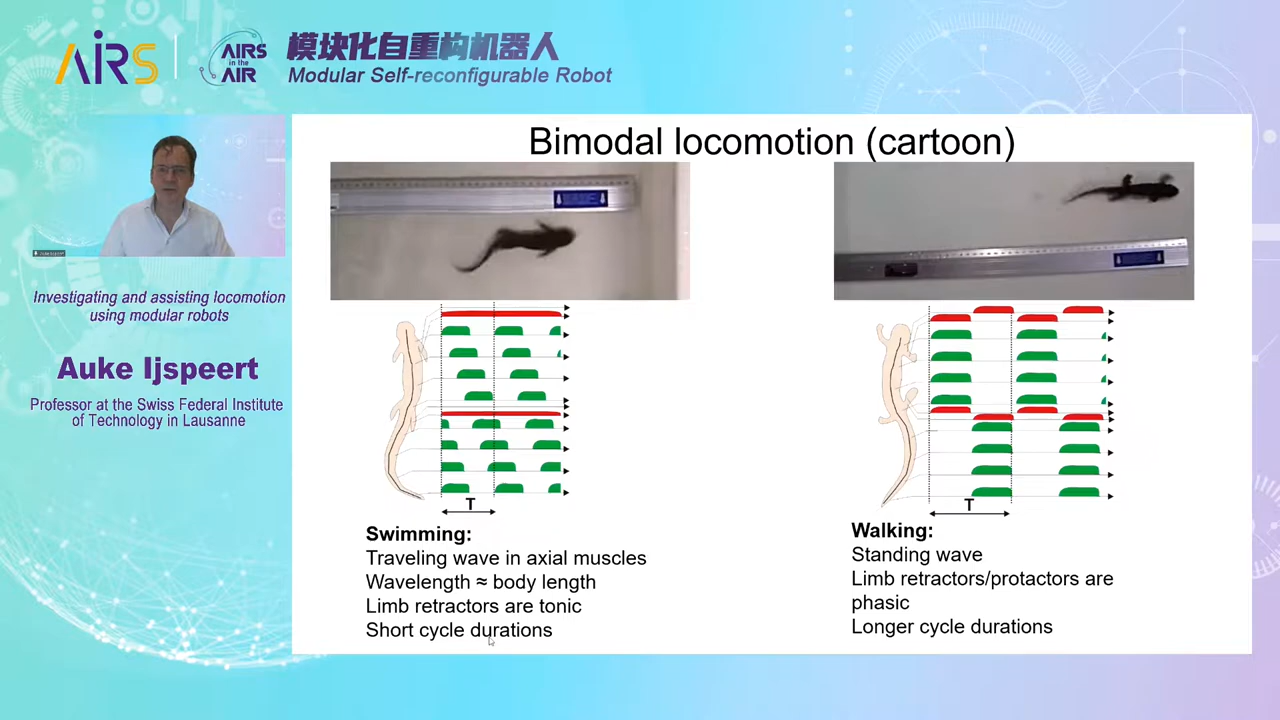 AIRS
AIRS
in the
AIR
模块化自重构机器人
Modular Self-reconfigurable Robot
Investigating and assisting locomotion
using modular robots
Auke Ijspeert
Professor at the Swiss Federal Institute
of Technology in Lausanne
Bimodal locomotion (cartoon)
T
Swimming:
Traveling wave in axial muscles
Wavelength ≈ body length
Limb retractors are tonic
Short cycle durations
T
Walking:
Standing wave
Limb retractors/protactors are
phasic
Longer cycle durations